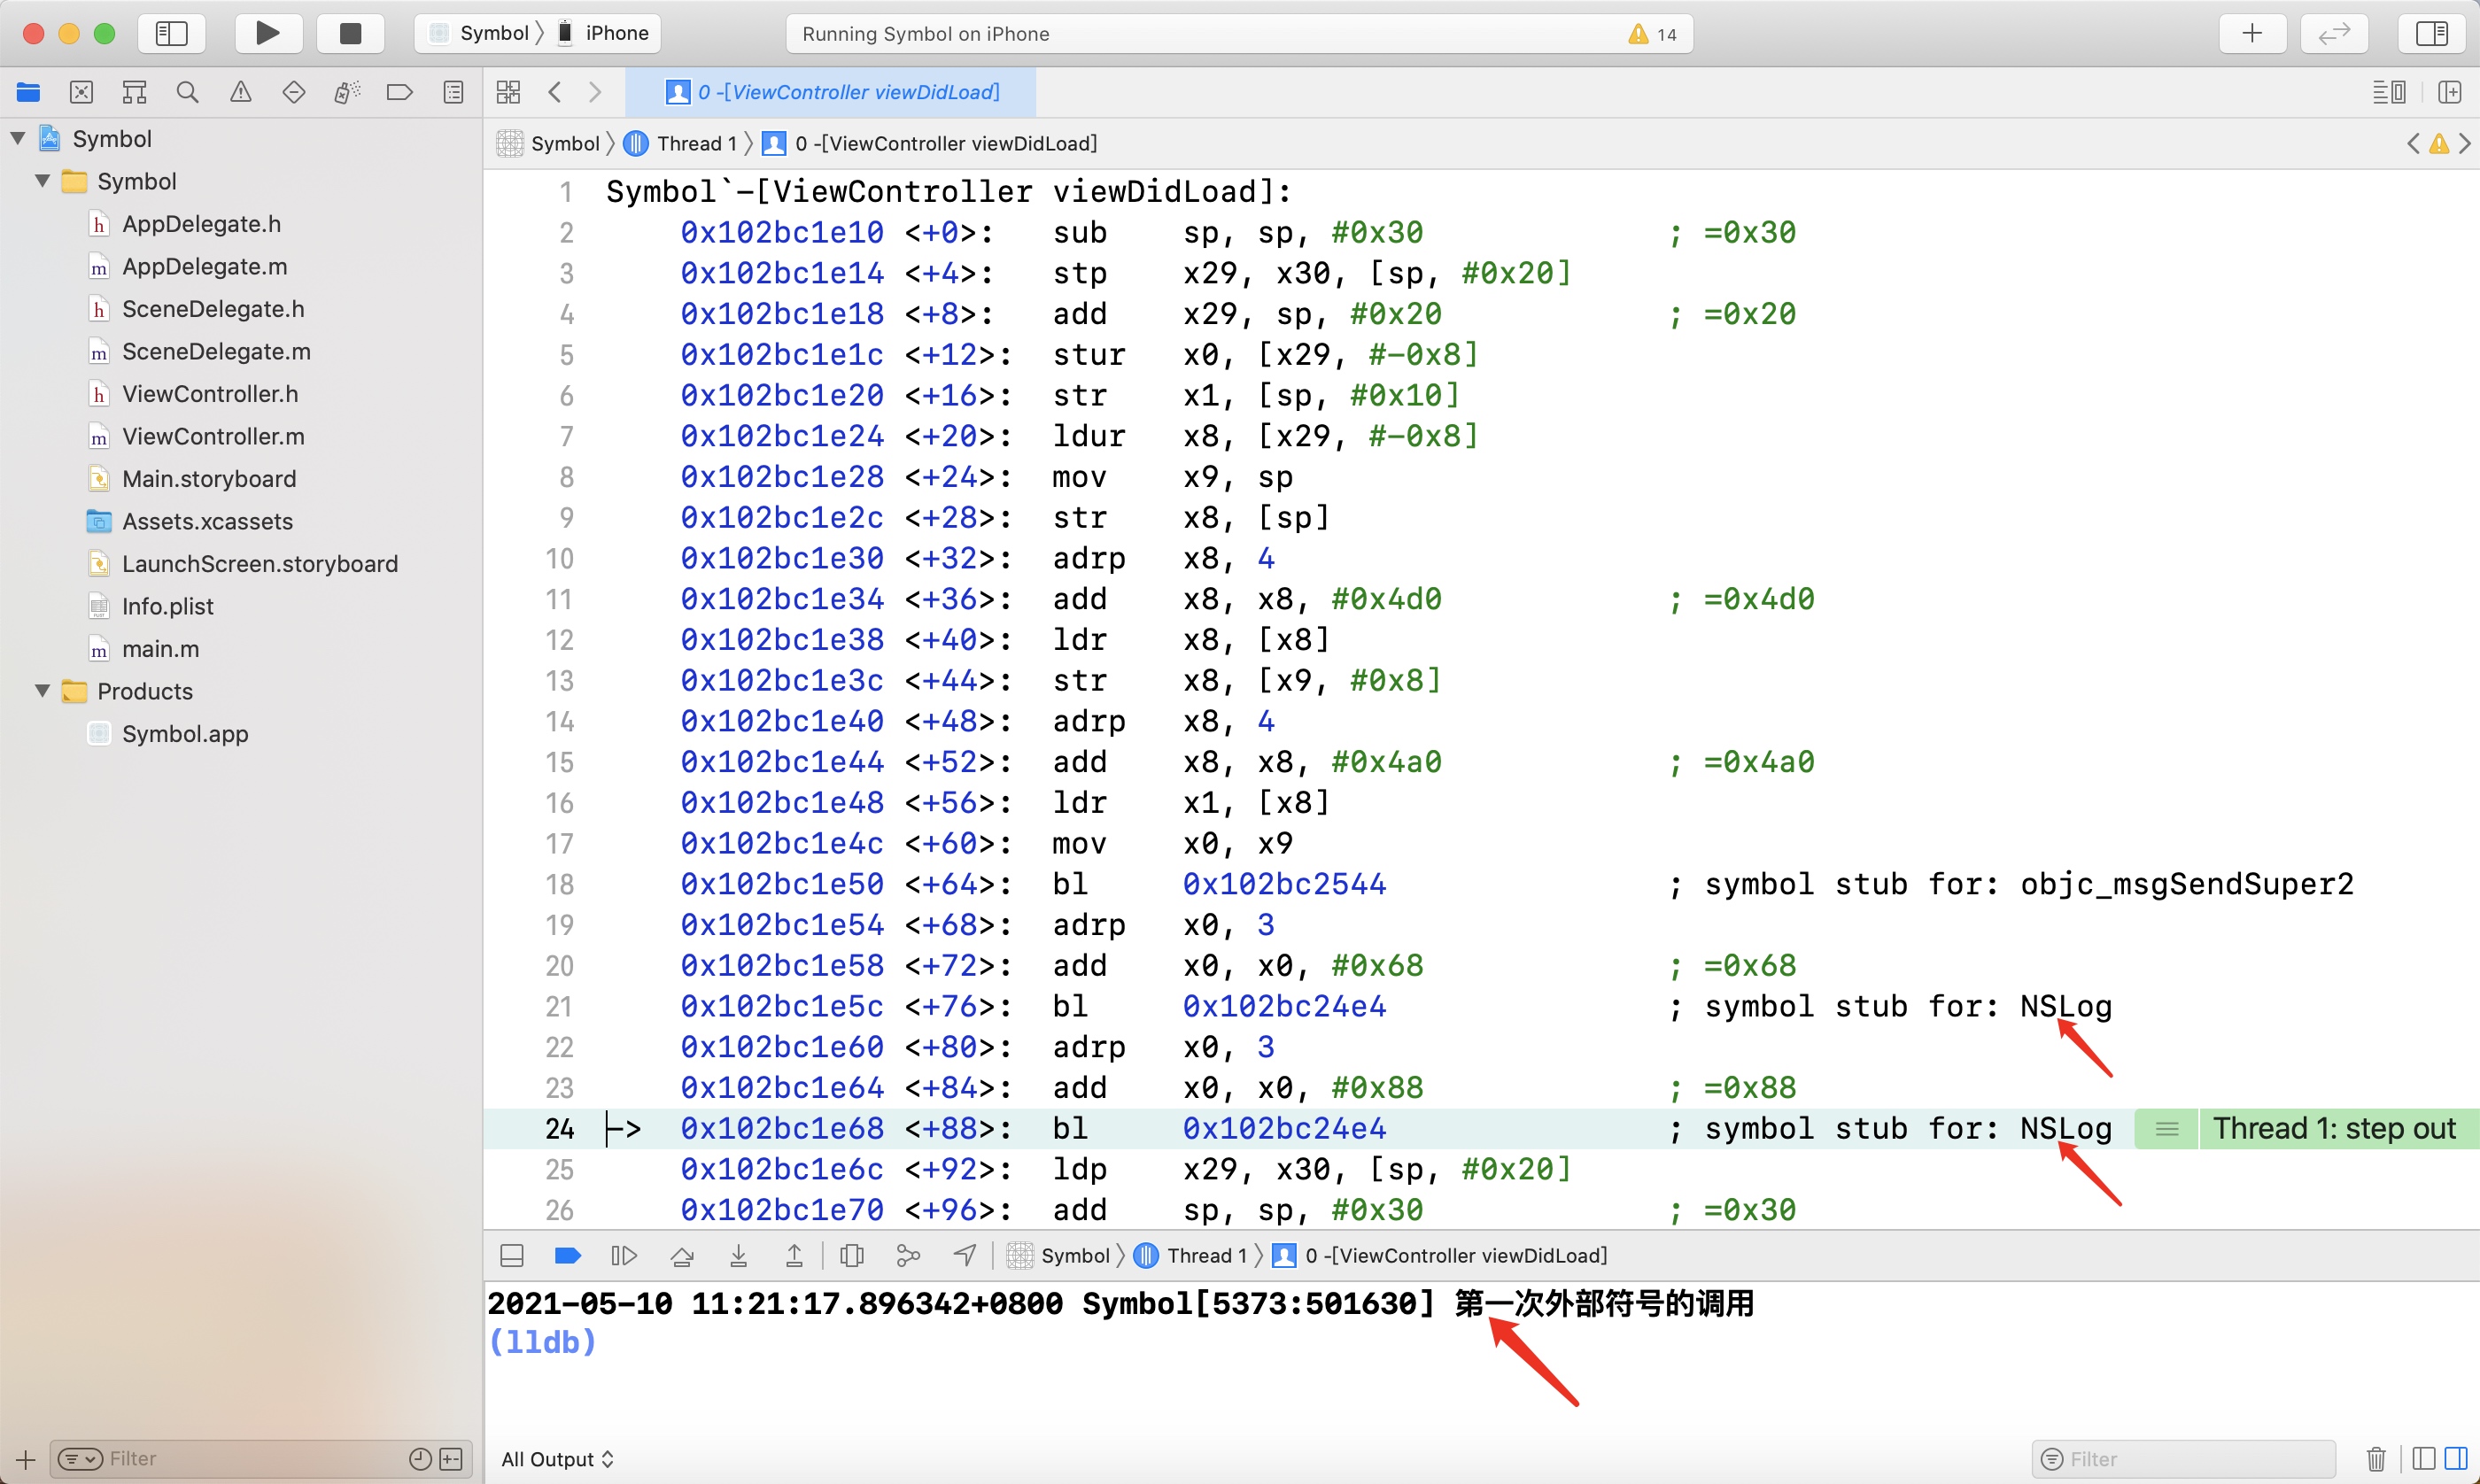 Symbol 〉 iPhone
Running Symbol on iPhone
14
0 -[ViewController viewDidLoad]
Symbol 〉 Thread 1 〉 0 -[ViewController viewDidLoad]
Symbol
Symbol
AppDelegate.h
AppDelegate.m
SceneDelegate.h
SceneDelegate.m
ViewController.h
ViewController.m
Main.storyboard
Assets.xcassets
LaunchScreen.storyboard
Info.plist
main.m
Products
Symbol.app
1 Symbol`-[ViewController viewDidLoad]:
2 0x102bc1e10 <+0>: sub sp, sp, #0x30 ; =0x30
3 0x102bc1e14 <+4>: stp x29, x30, [sp, #0x20]
4 0x102bc1e18 <+8>: add x29, sp, #0x20 ; =0x20
5 0x102bc1e1c <+12>: stur x0, [x29, #-0x8]
6 0x102bc1e20 <+16>: str x1, [sp, #0x10]
7 0x102bc1e24 <+20>: ldur x8, [x29, #-0x8]
8 0x102bc1e28 <+24>: mov x9, sp
9 0x102bc1e2c <+28>: str x8, [sp]
10 0x102bc1e30 <+32>: adrp x8, 4
11 0x102bc1e34 <+36>: add x8, x8, #0x4d0 ; =0x4d0
12 0x102bc1e38 <+40>: ldr x8, [x8]
13 0x102bc1e3c <+44>: str x8, [x9, #0x8]
14 0x102bc1e40 <+48>: adrp x8, 4
15 0x102bc1e44 <+52>: add x8, x8, #0x4a0 ; =0x4a0
16 0x102bc1e48 <+56>: ldr x1, [x8]
17 0x102bc1e4c <+60>: mov x0, x9
18 0x102bc1e50 <+64>: bl 0x102bc2544 ; symbol stub for: objc_msgSendSuper2
19 0x102bc1e54 <+68>: adrp x0, 3
20 0x102bc1e58 <+72>: add x0, x0, #0x68 ; =0x68
21 0x102bc1e5c <+76>: bl 0x102bc24e4 ; symbol stub for: NSLog
22 0x102bc1e60 <+80>: adrp x0, 3
23 0x102bc1e64 <+84>: add x0, x0, #0x88 ; =0x88
24 -> 0x102bc1e68 <+88>: bl 0x102bc24e4 ; symbol stub for: NSLog Thread 1: step out
25 0x102bc1e6c <+92>: ldp x29, x30, [sp, #0x20]
26 0x102bc1e70 <+96>: add sp, sp, #0x30 ; =0x30
Symbol 〉 Thread 1 〉 0 -[ViewController viewDidLoad]
2021-05-10 11:21:17.896342+0800 Symbol[5373:501630] 第一次外部符号的调用
(lldb)
Filter
All Output
Filter